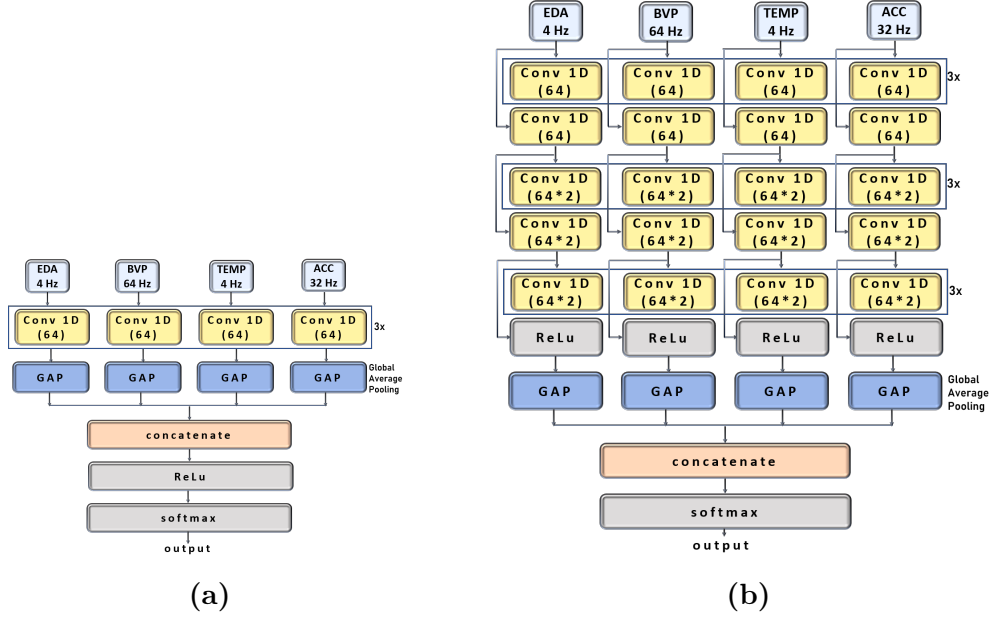 EDA BVP TEMP ACC
4 Hz 64 Hz 4 Hz 32 Hz
Conv 1D Conv 1D Conv 1D Conv 1D
(64) (64) (64) (64)
3x
GAP GAP GAP GAP
Global
Average
Pooling
concatenate
ReLu
softmax
output
(a)
EDA BVP TEMP ACC
4 Hz 64 Hz 4 Hz 32 Hz
Conv 1D Conv 1D Conv 1D Conv 1D
(64) (64) (64) (64)
3x
Conv 1D Conv 1D Conv 1D Conv 1D
(64) (64) (64) (64)
Conv 1D Conv 1D Conv 1D Conv 1D
(64*2) (64*2) (64*2) (64*2)
3x
Conv 1D Conv 1D Conv 1D Conv 1D
(64*2) (64*2) (64*2) (64*2)
Conv 1D Conv 1D Conv 1D Conv 1D
(64*2) (64*2) (64*2) (64*2)
3x
ReLu ReLu ReLu ReLu
GAP GAP GAP GAP
Global
Average
Pooling
concatenate
softmax
output
(b)